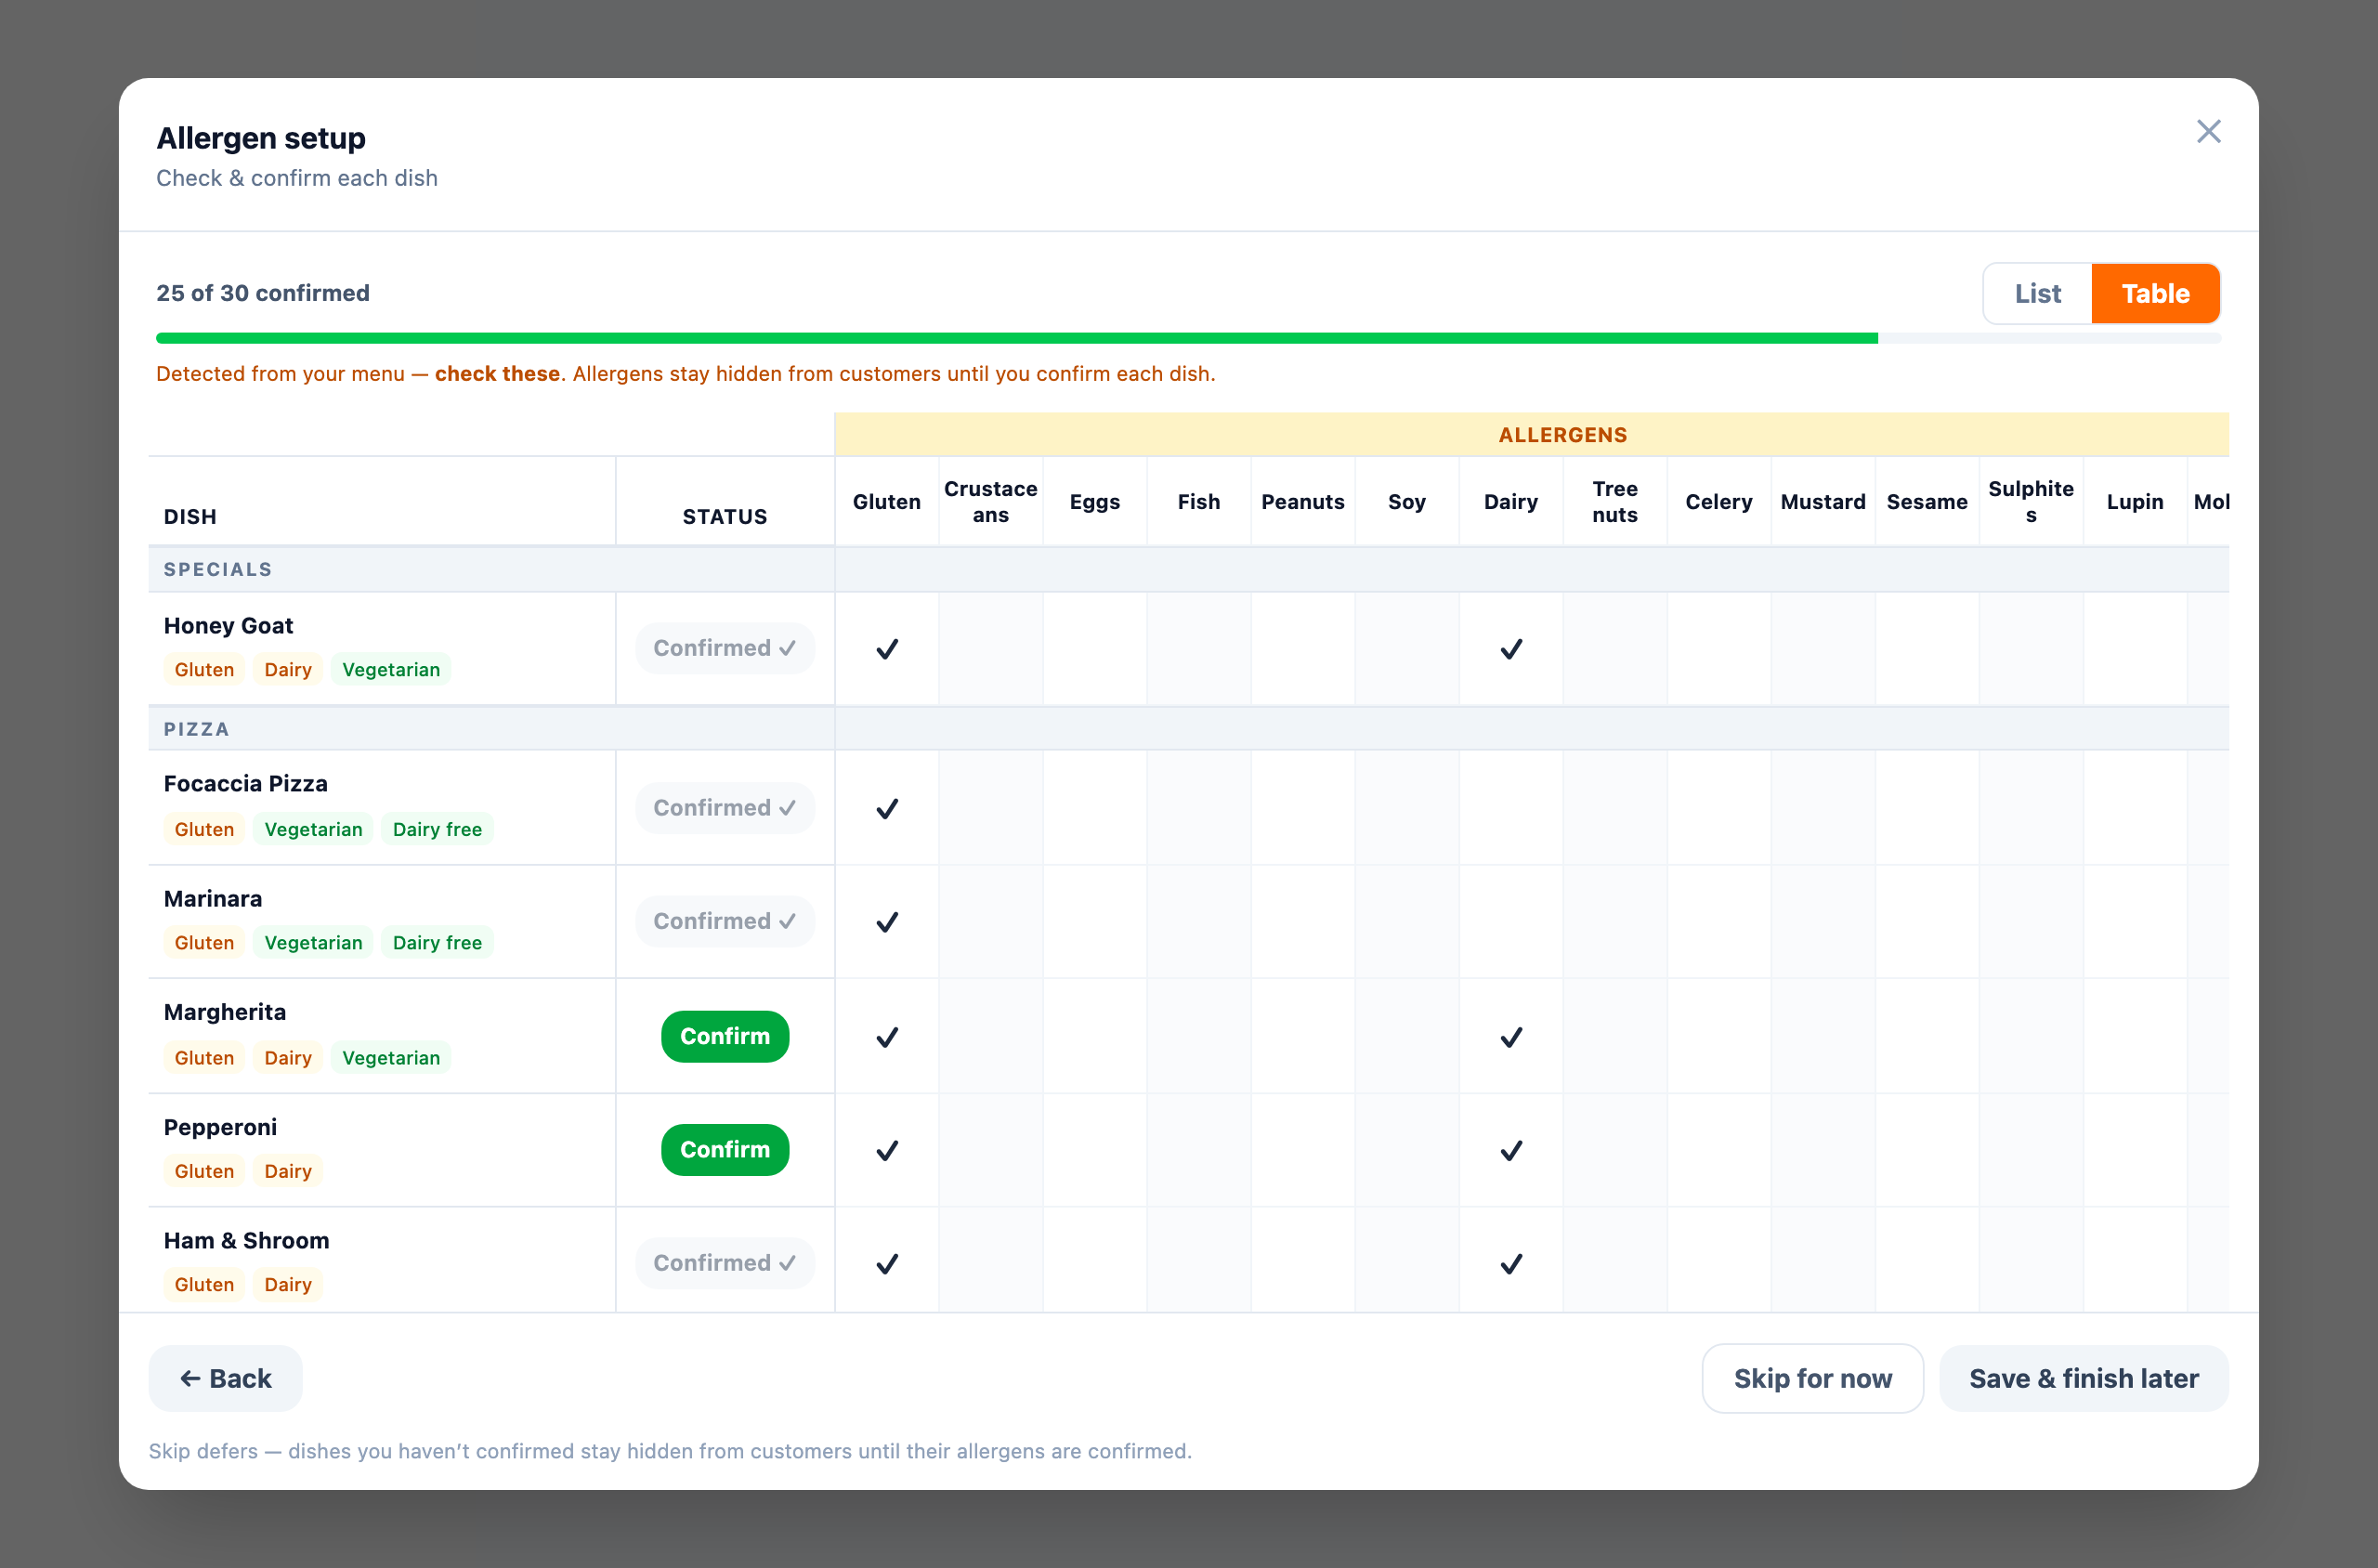 Allergen setup
Check & confirm each dish
25 of 30 confirmed
List Table
Detected from your menu — check these. Allergens stay hidden from customers until you confirm each dish.
ALLERGENS
DISH STATUS Gluten Crustace Eggs Fish Peanuts Soy Dairy Tree Celery Mustard Sesame Sulphite Lupin Mol
ans nuts s
SPECIALS
Honey Goat
Gluten Dairy Vegetarian Confirmed ✓ ✓ ✓
PIZZA
Focaccia Pizza
Gluten Vegetarian Dairy free Confirmed ✓ ✓
Marinara
Gluten Vegetarian Dairy free Confirmed ✓ ✓
Margherita
Gluten Dairy Vegetarian Confirm ✓ ✓
Pepperoni
Gluten Dairy Confirm ✓ ✓
Ham & Shroom
Gluten Dairy Confirmed ✓ ✓ ✓
← Back Skip for now Save & finish later
Skip defers — dishes you haven’t confirmed stay hidden from customers until their allergens are confirmed.